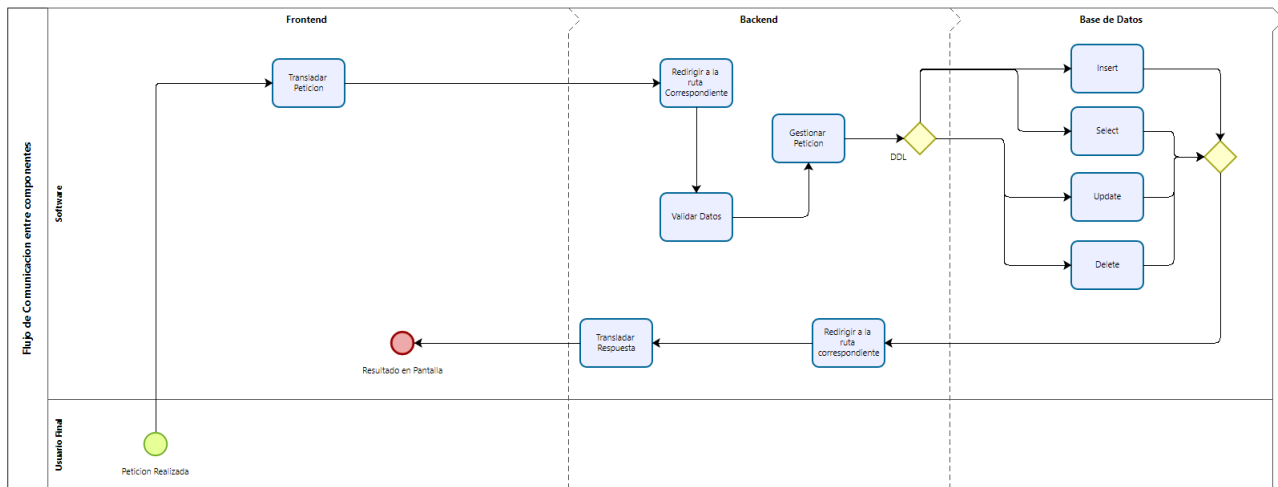 Flujo de Comunicacion entre componentes
Frontend
Backend
Base de Datos
Software
Transladar
Peticion
Redirigir a la
ruta
Correspondiente
Gestionar
Peticion
DDL
Insert
Select
Validar Datos
Update
Delete
Resultado en Pantalla
Transladar
Respuesta
Redirigir a la
ruta
correspondiente
Usuario Final
Peticion Realizada